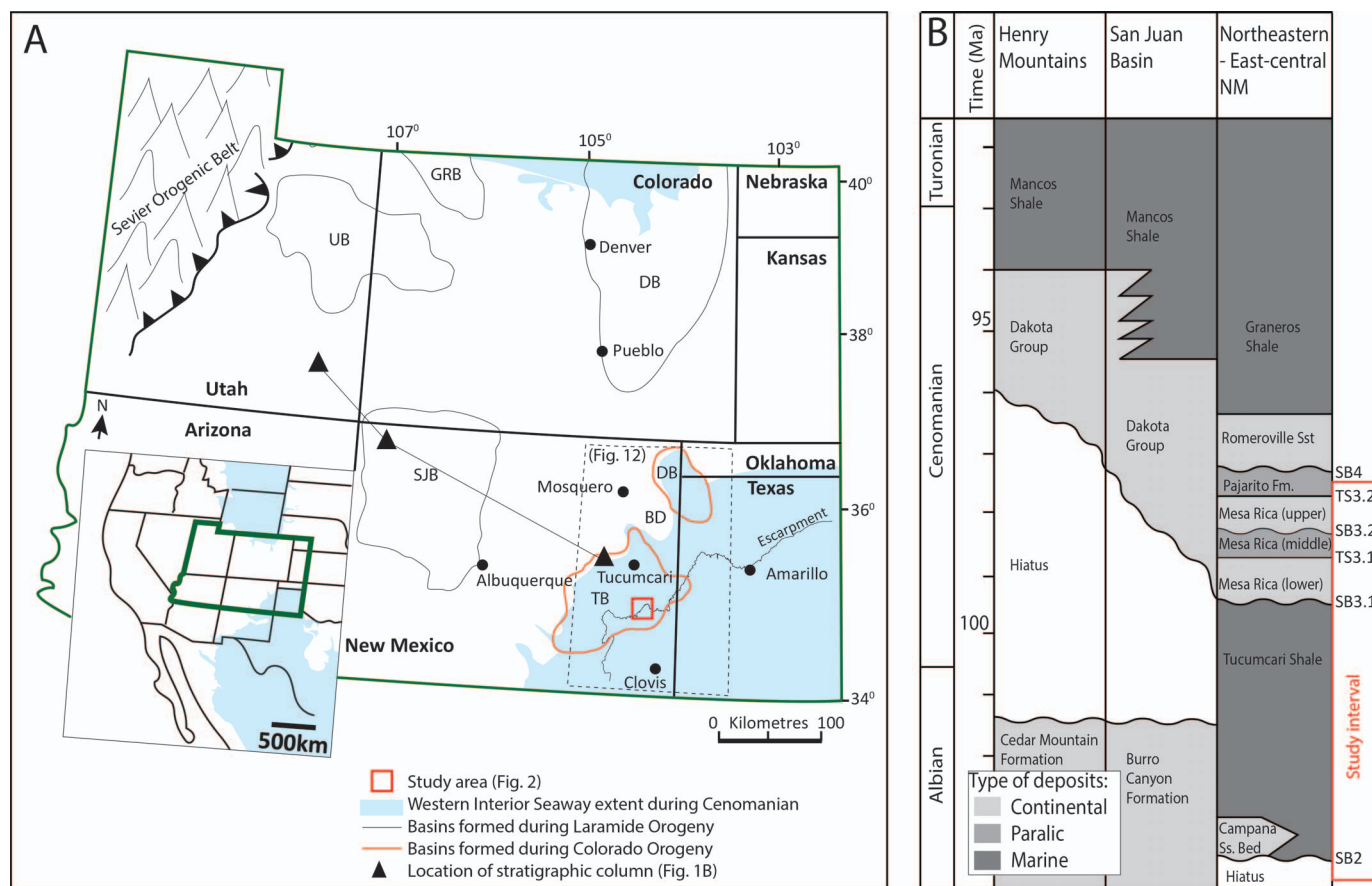 A
107⁰
105⁰
103⁰
Sevier Orogenic Belt
GRB
Colorado
Nebraska
40⁰
UB
Denver
Kansas
DB
38⁰
Pueblo
Utah
N
Arizona
(Fig. 12)
Oklahoma
SJB
DB
Texas
Mosquero
BD
36⁰
Escarpment
Albuquerque
Tucumcari
Amarillo
TB
New Mexico
Clovis
34⁰
0 Kilometres 100
500km
Study area (Fig. 2)
Western Interior Seaway extent during Cenomanian
Basins formed during Laramide Orogeny
Basins formed during Colorado Orogeny
Location of stratigraphic column (Fig. 1B)
B
Time (Ma)
Henry
Mountains
San Juan
Basin
Northeastern
- East-central
NM
Turonian
Cenomanian
Albian
95
100
Mancos
Shale
Dakota
Group
Hiatus
Cedar Mountain
Formation
Mancos
Shale
Dakota
Group
Burro
Canyon
Formation
Graneros
Shale
Romeroville Sst
SB4
Pajarito Fm.
TS3.2
Mesa Rica (upper)
SB3.2
Mesa Rica (middle)
TS3.1
Mesa Rica (lower)
SB3.1
Tucumcari Shale
Campana
Ss. Bed
SB2
Hiatus
Study interval
Type of deposits:
Continental
Paralic
Marine